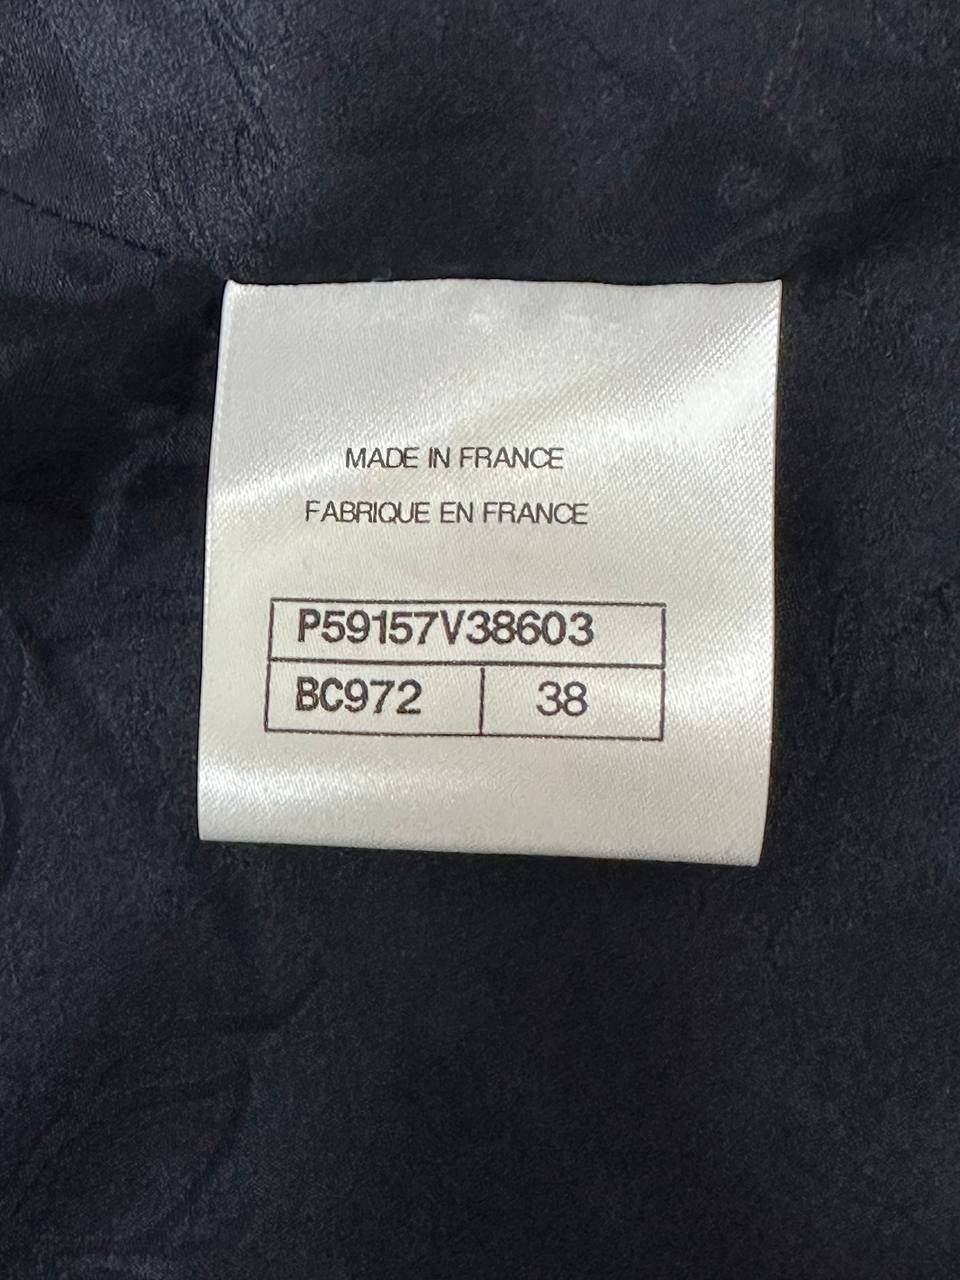 MADE IN FRANCE
FABRIQUE EN FRANCE
P59157V38603
BC972 38